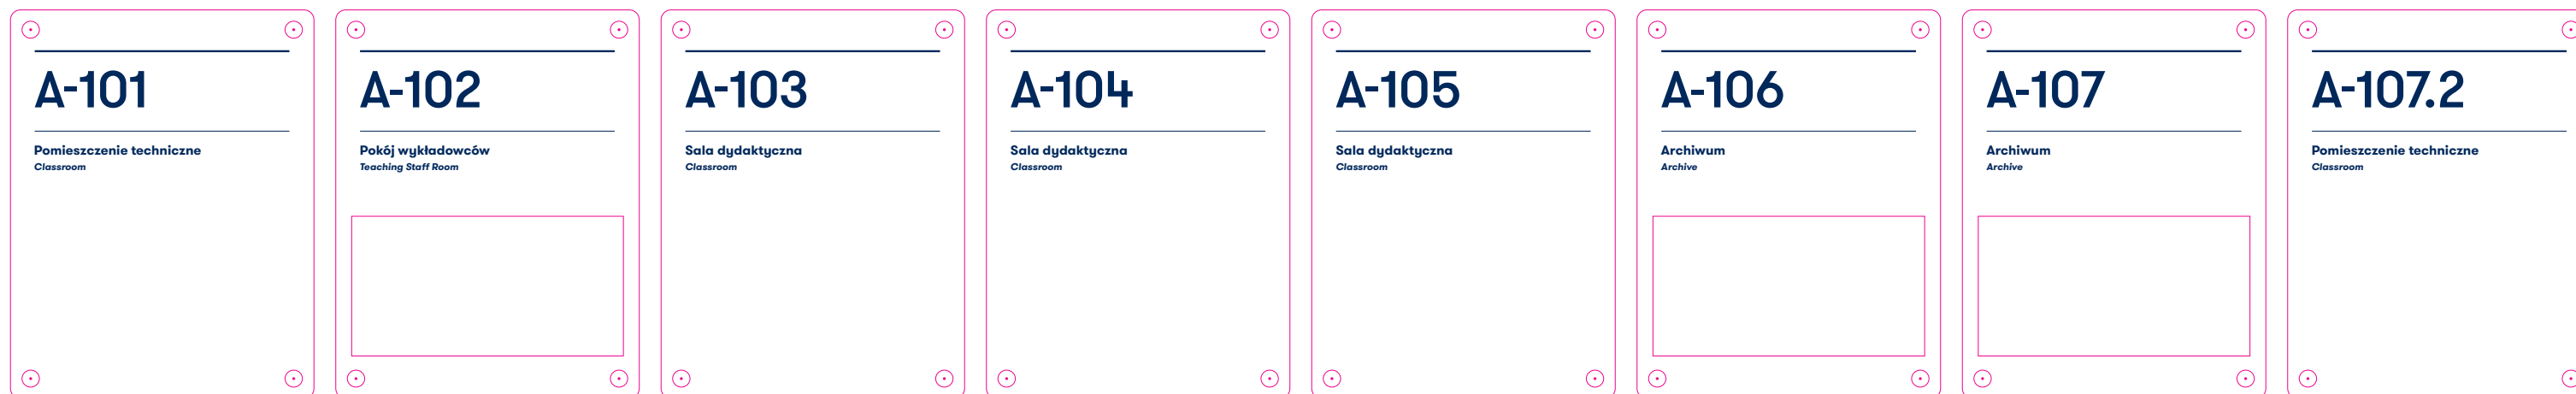 A-101
Pomieszczenie techniczne
Classroom
A-102
Pokój wykładowców
Teaching Staff Room
A-103
Sala dydaktyczna
Classroom
A-104
Sala dydaktyczna
Classroom
A-105
Sala dydaktyczna
Classroom
A-106
Archiwum
Archive
A-107
Archiwum
Archive
A-107.2
Pomieszczenie techniczne
Classroom